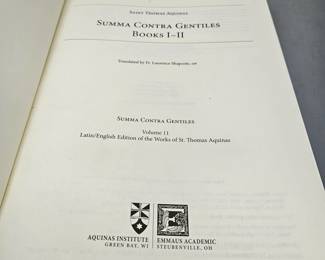 Saint Thomas Aquinas
Summa Contra Gentiles
Books I–II
Translated by Fr. Laurence Shapcote, OP
Summa Contra Gentiles
Volume 11
Latin/English Edition of the Works of St. Thomas Aquinas
E
AQUINAS INSTITUTE
GREEN BAY, WI
EMMAUS ACADEMIC
STEUBENVILLE, OH